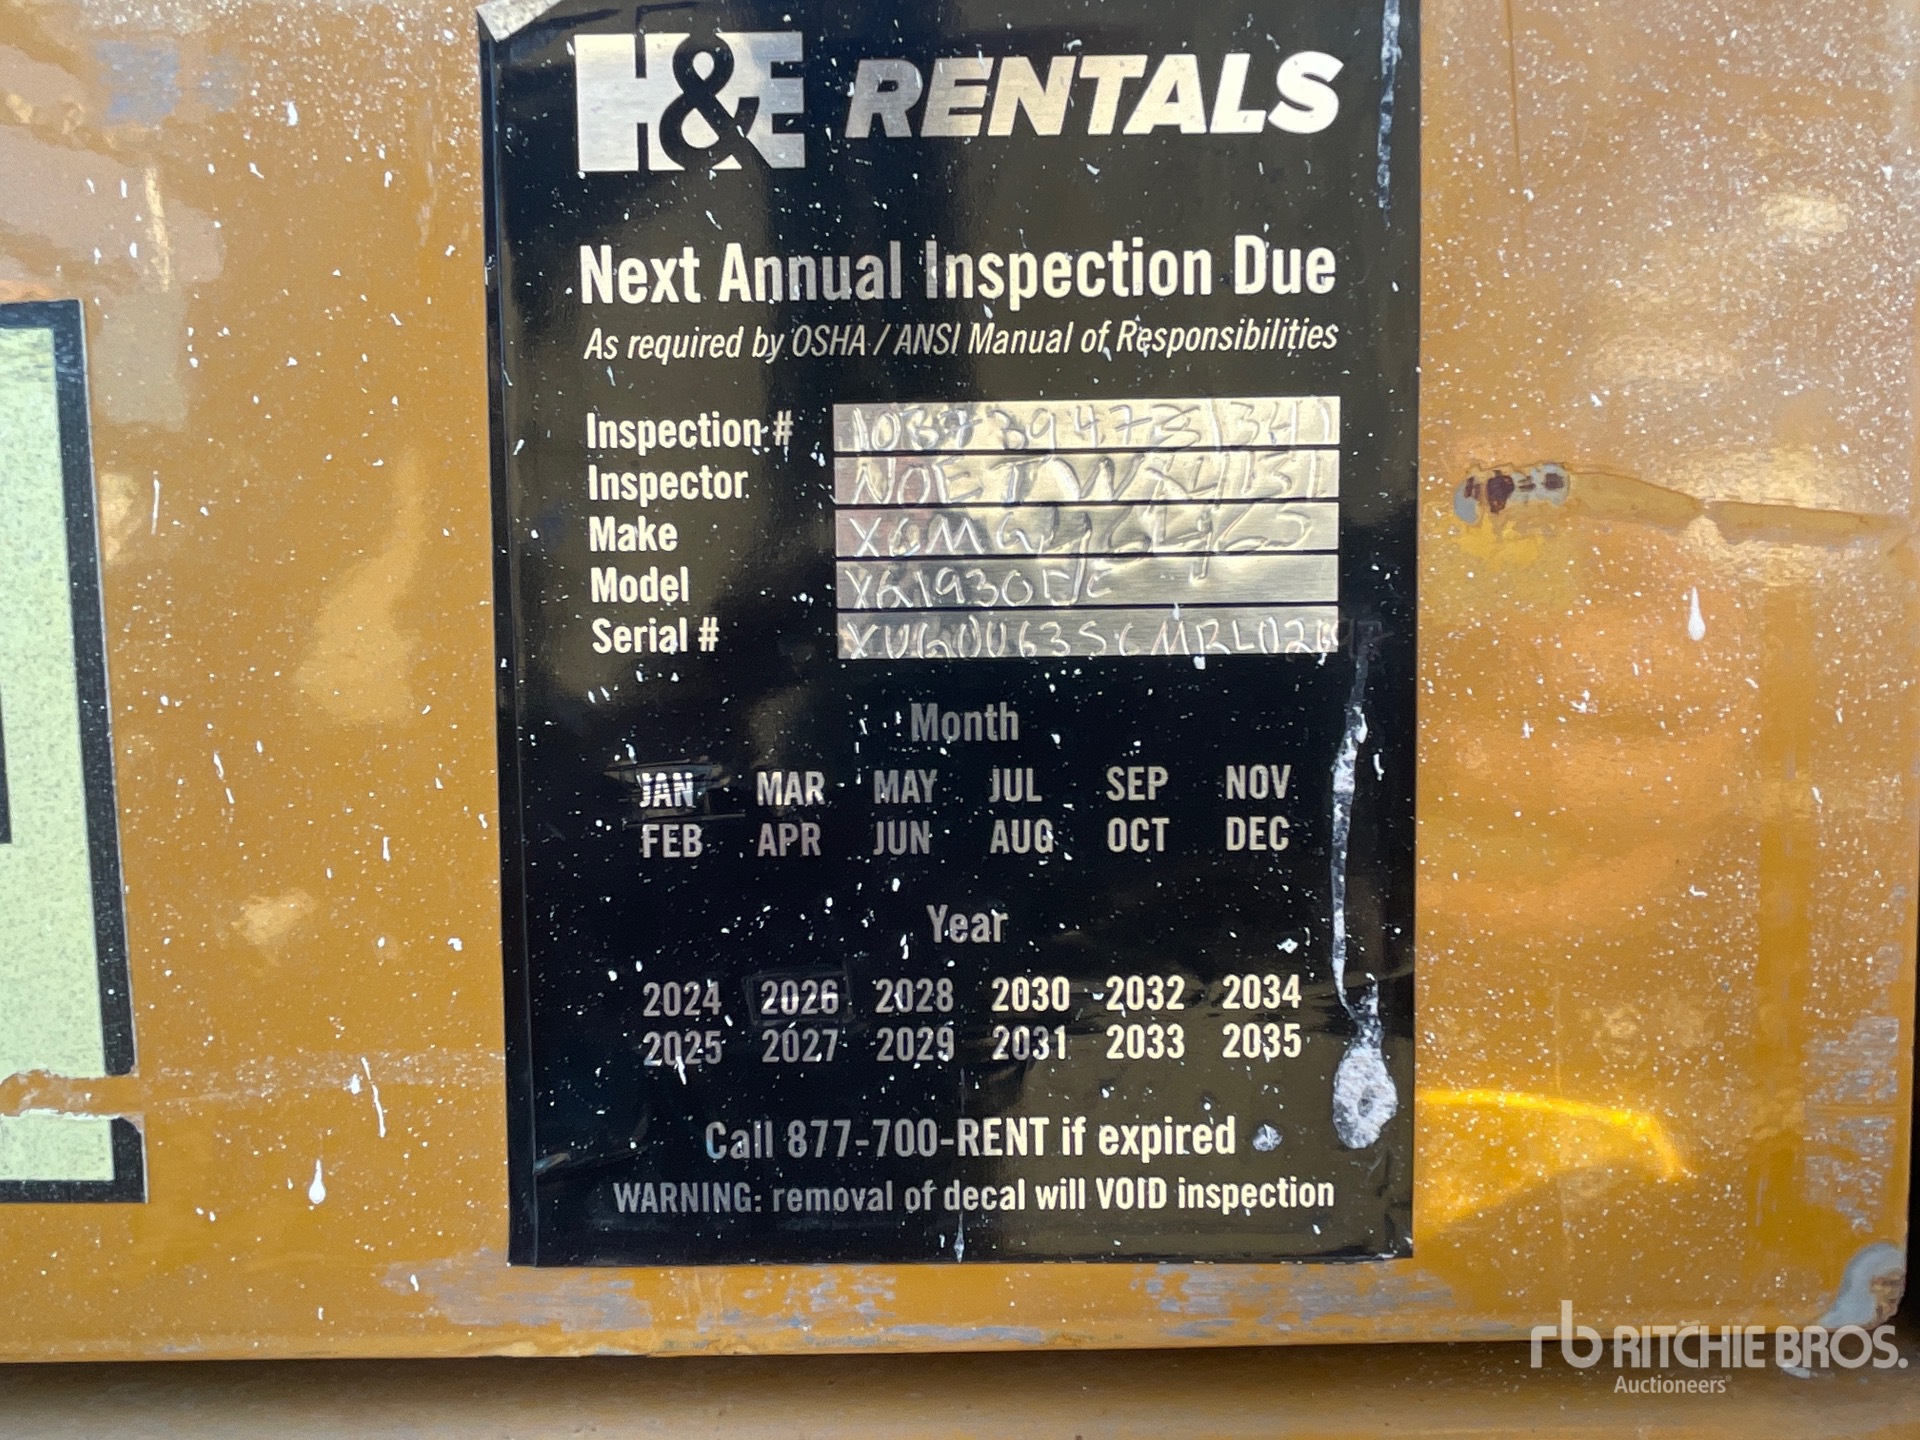 H&E RENTALS
Next Annual Inspection Due
As required by OSHA / ANSI Manual of Responsibilities
Inspection #
Inspector
Make XCMG
Model
Serial #
Month
JAN MAR MAY JUL SEP NOV
FEB APR JUN AUG OCT DEC
Year
2024 2026 2028 2030 2032 2034
2025 2027 2029 2031 2033 2035
Call 877-700-RENT if expired
WARNING: removal of decal will VOID inspection
rb RITCHIE BROS.
Auctioneers